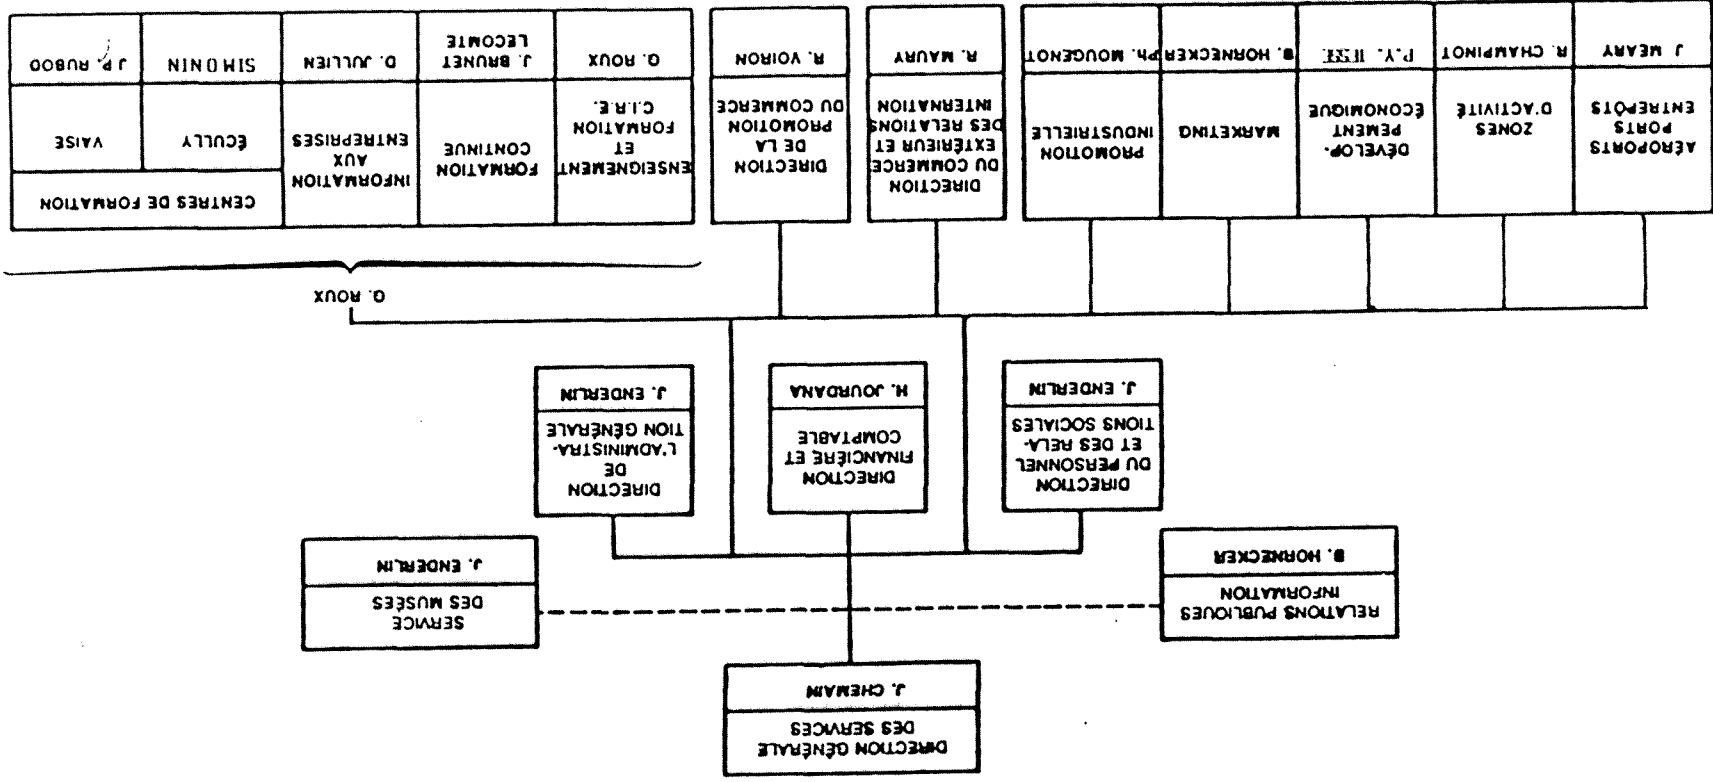 DIRECTION GÉNÉRALE
DES SERVICES
J. CHEMAIN
RELATIONS PUBLIQUES
INFORMATION
B. HORNECKER
SERVICE
DES MUSÉES
J. ENDERLIN
DIRECTION
DU PERSONNEL
ET DES RELA-
TIONS SOCIALES
J. ENDERLIN
DIRECTION
FINANCIÈRE ET
COMPTABLE
H. JOURDANA
DIRECTION
DE
L'ADMINISTRA-
TION GÉNÉRALE
J. ENDERLIN
AÉROPORTS
PORTS
ENTREPÔTS
J. MEARY
ZONES
D'ACTIVITÉ
R. CHAMPINOT
DÉVELOP-
PEMENT
ÉCONOMIQUE
P.Y.
MARKETING
B. HORNECKER
PROMOTION
INDUSTRIELLE
Ph. MOUGENOT
DIRECTION
DU COMMERCE
EXTÉRIEUR ET
DES RELATIONS
INTERNATION
R. MAURY
DIRECTION
DE LA
PROMOTION
DU COMMERCE
R. VOIRON
G. ROUX
ENSEIGNEMENT
ET
FORMATION
C.I.R.E.
G. ROUX
FORMATION
CONTINUE
J. BRUNET
LECOMTE
INFORMATION
AUX
ENTREPRISES
D. JULLIEN
CENTRES DE FORMATION
ÉCULLY
SIMONIN
VAISE
J.P. RUBOD